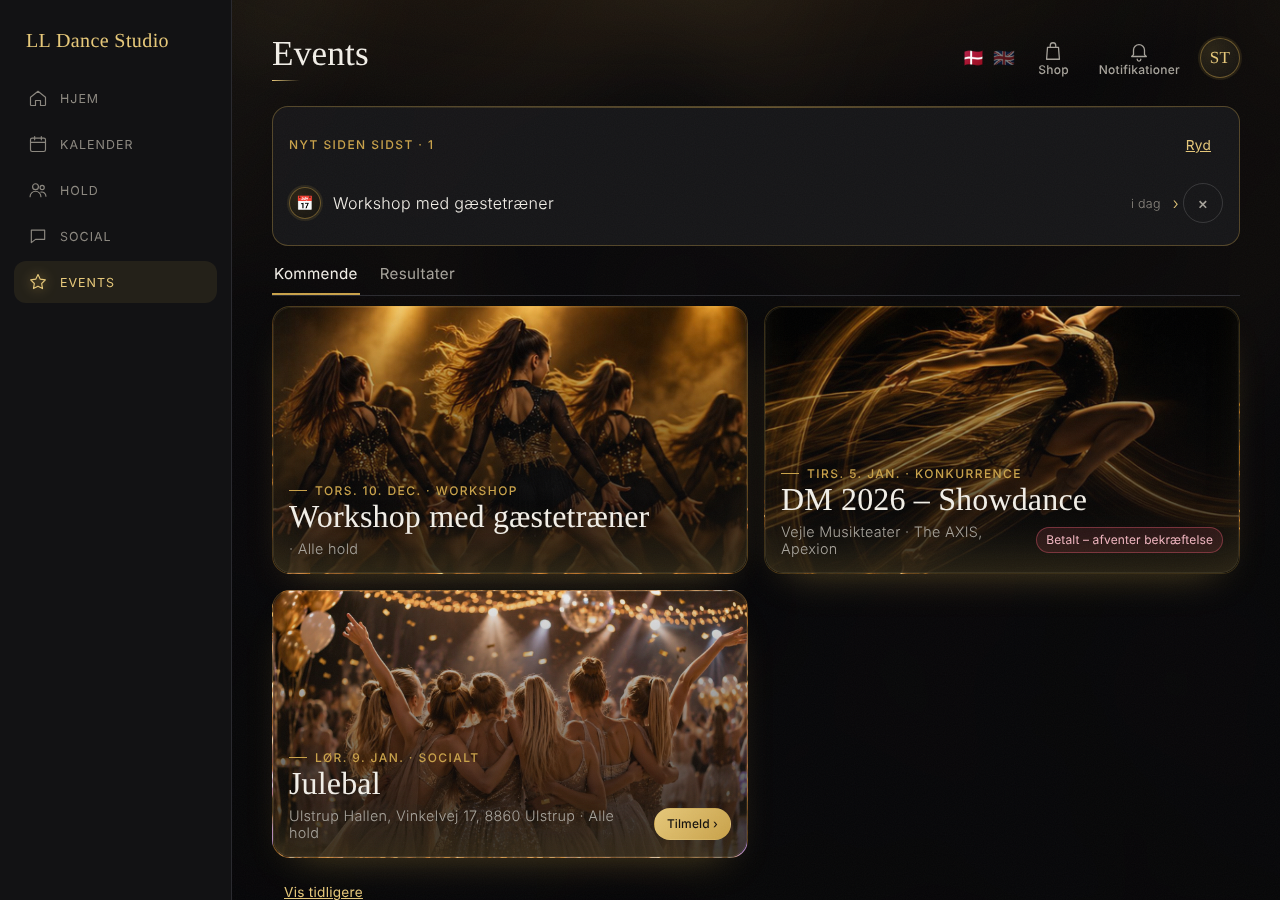 LL Dance Studio
HJEM
KALENDER
HOLD
SOCIAL
EVENTS
Events
Shop
Notifikationer
ST
NYT SIDEN SIDST · 1
Ryd
Workshop med gæstetræner
i dag › ×
Kommende
Resultater
TORS. 10. DEC. · WORKSHOP
Workshop med gæstetræner
· Alle hold
TIRS. 5. JAN. · KONKURRENCE
DM 2026 – Showdance
Vejle Musikteater · The AXIS,
Apexion
Betalt – afventer bekræftelse
LØR. 9. JAN. · SOCIALT
Julebal
Ulstrup Hallen, Vinkelvej 17, 8860 Ulstrup · Alle
hold
Tilmeld ›
Vis tidligere